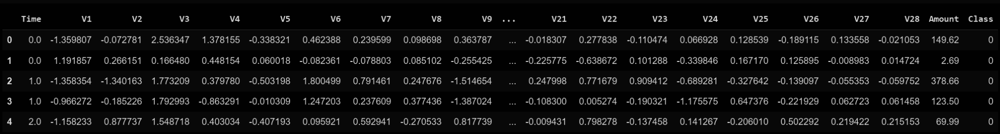 Time V1 V2 V3 V4 V5 V6 V7 V8 V9 ... V21 V22 V23 V24 V25 V26 V27 V28 Amount Class
0 0.0 -1.359807 -0.072781 2.536347 1.378155 -0.338321 0.462388 0.239599 0.098698 0.363787 ... -0.018307 0.277838 -0.110474 0.066928 0.128539 -0.189115 0.133558 -0.021053 149.62 0
1 0.0 1.191857 0.266151 0.166480 0.448154 0.060018 -0.082361 -0.078803 0.085102 -0.255425 ... -0.225775 -0.638672 0.101288 -0.339846 0.167170 0.125895 -0.008983 0.014724 2.69 0
2 1.0 -1.358354 -1.340163 1.773209 0.379780 -0.503198 1.800499 0.791461 0.247676 -1.514654 ... 0.247998 0.771679 0.909412 -0.689281 -0.327642 -0.139097 -0.055353 -0.059752 378.66 0
3 1.0 -0.966272 -0.185226 1.792993 -0.863291 -0.010309 1.247203 0.237609 0.377436 -1.387024 ... -0.108300 0.005274 -0.190321 -1.175575 0.647376 -0.221929 0.062723 0.061458 123.50 0
4 2.0 -1.158233 0.877737 1.548718 0.403034 -0.407193 0.095921 0.592941 -0.270533 0.817739 ... -0.009431 0.798278 -0.137458 0.141267 -0.206010 0.502292 0.219422 0.215153 69.99 0